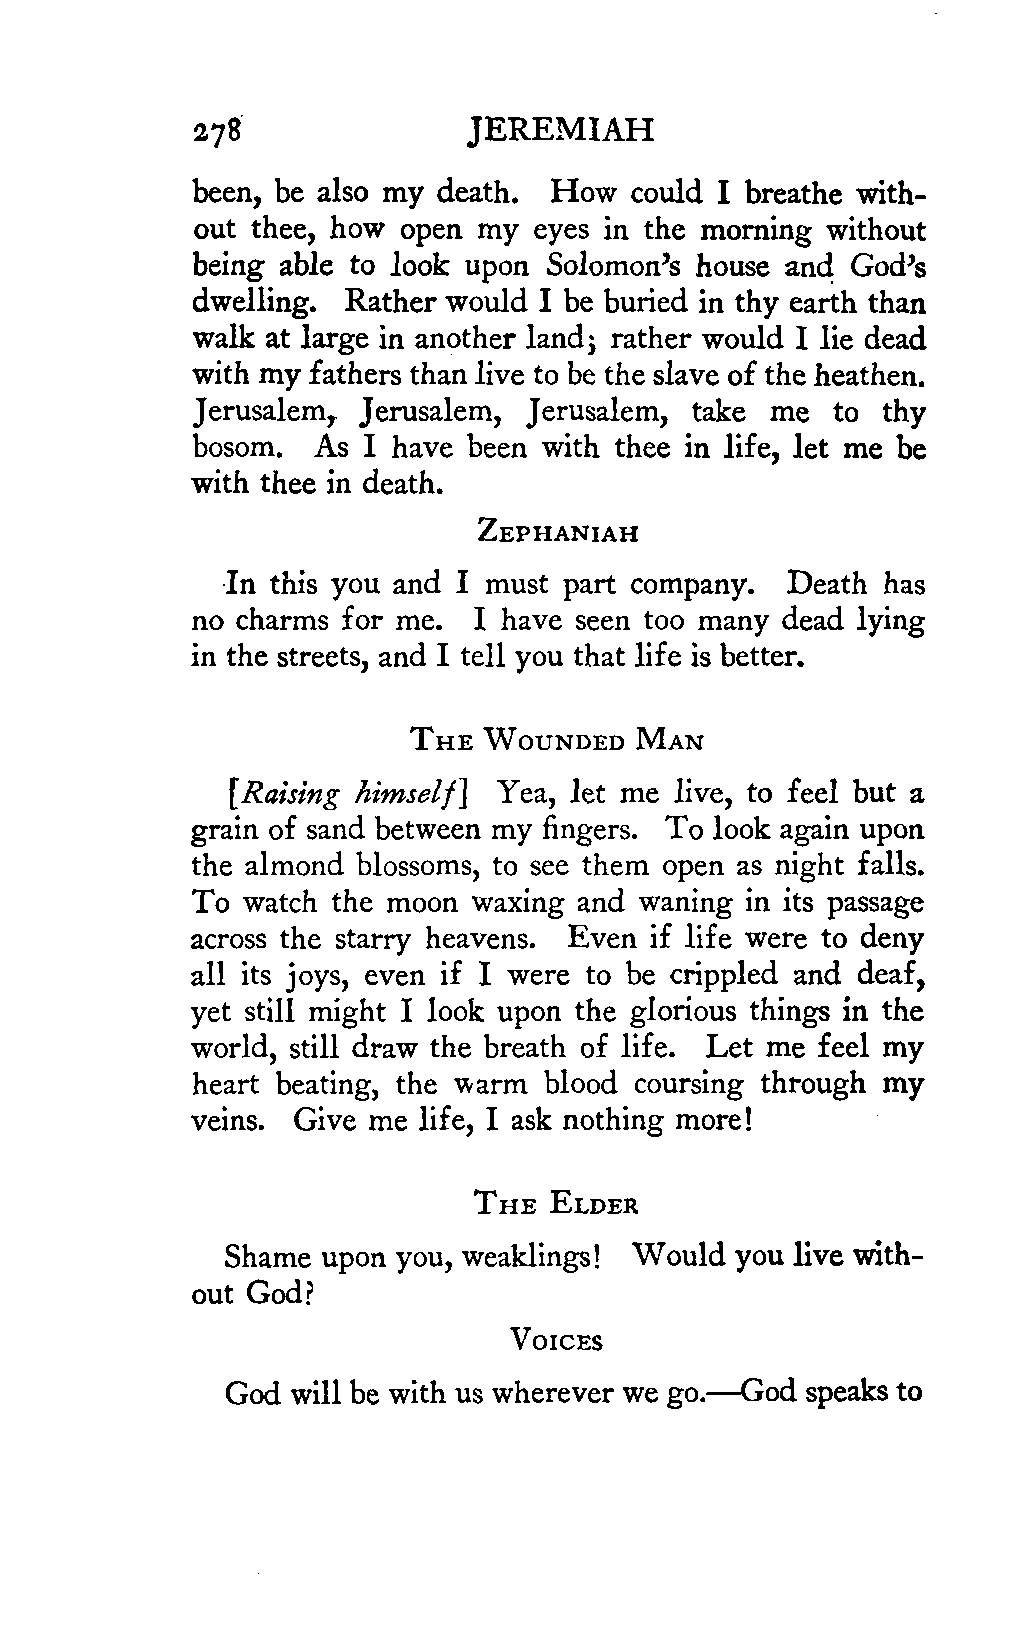 278 JEREMIAH
been, be also my death. How could I breathe with-
out thee, how open my eyes in the morning without
being able to look upon Solomon's house and God's
dwelling. Rather would I be buried in thy earth than
walk at large in another land; rather would I lie dead
with my fathers than live to be the slave of the heathen.
Jerusalem, Jerusalem, Jerusalem, take me to thy
bosom. As I have been with thee in life, let me be
with thee in death.
ZEPHANIAH
In this you and I must part company. Death has
no charms for me. I have seen too many dead lying
in the streets, and I tell you that life is better.
THE WOUNDED MAN
[Raising himself] Yea, let me live, to feel but a
grain of sand between my fingers. To look again upon
the almond blossoms, to see them open as night falls.
To watch the moon waxing and waning in its passage
across the starry heavens. Even if life were to deny
all its joys, even if I were to be crippled and deaf,
yet still might I look upon the glorious things in the
world, still draw the breath of life. Let me feel my
heart beating, the warm blood coursing through my
veins. Give me life, I ask nothing more!
THE ELDER
Shame upon you, weaklings! Would you live with-
out God?
VOICES
God will be with us wherever we go.—God speaks to